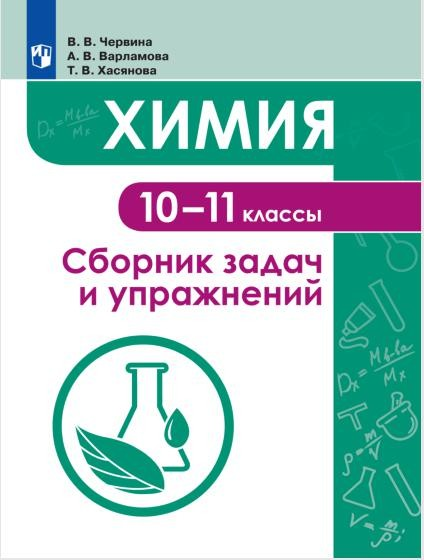 В. В. Червина
А. В. Варламова
Т. В. Хасянова
ХИМИЯ
10–11 классы
Сборник задач
и упражнений